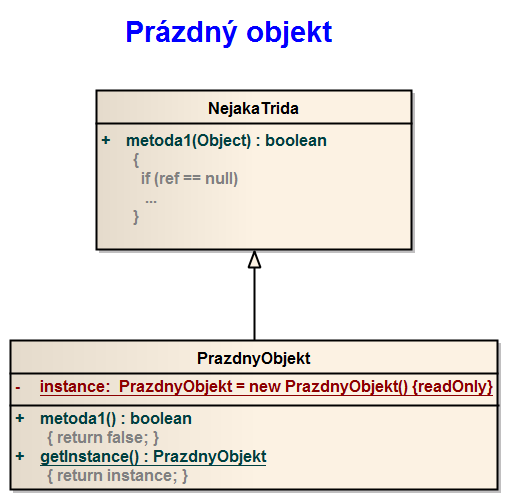 Prázdný objekt
NejakaTrida
+ metoda1(Object) : boolean
{
if (ref == null)
...
}
PrazdnyObjekt
- instance: PrazdnyObjekt = new PrazdnyObjekt() {readOnly}
+ metoda1() : boolean
{ return false; }
+ getInstance() : PrazdnyObjekt
{ return instance; }